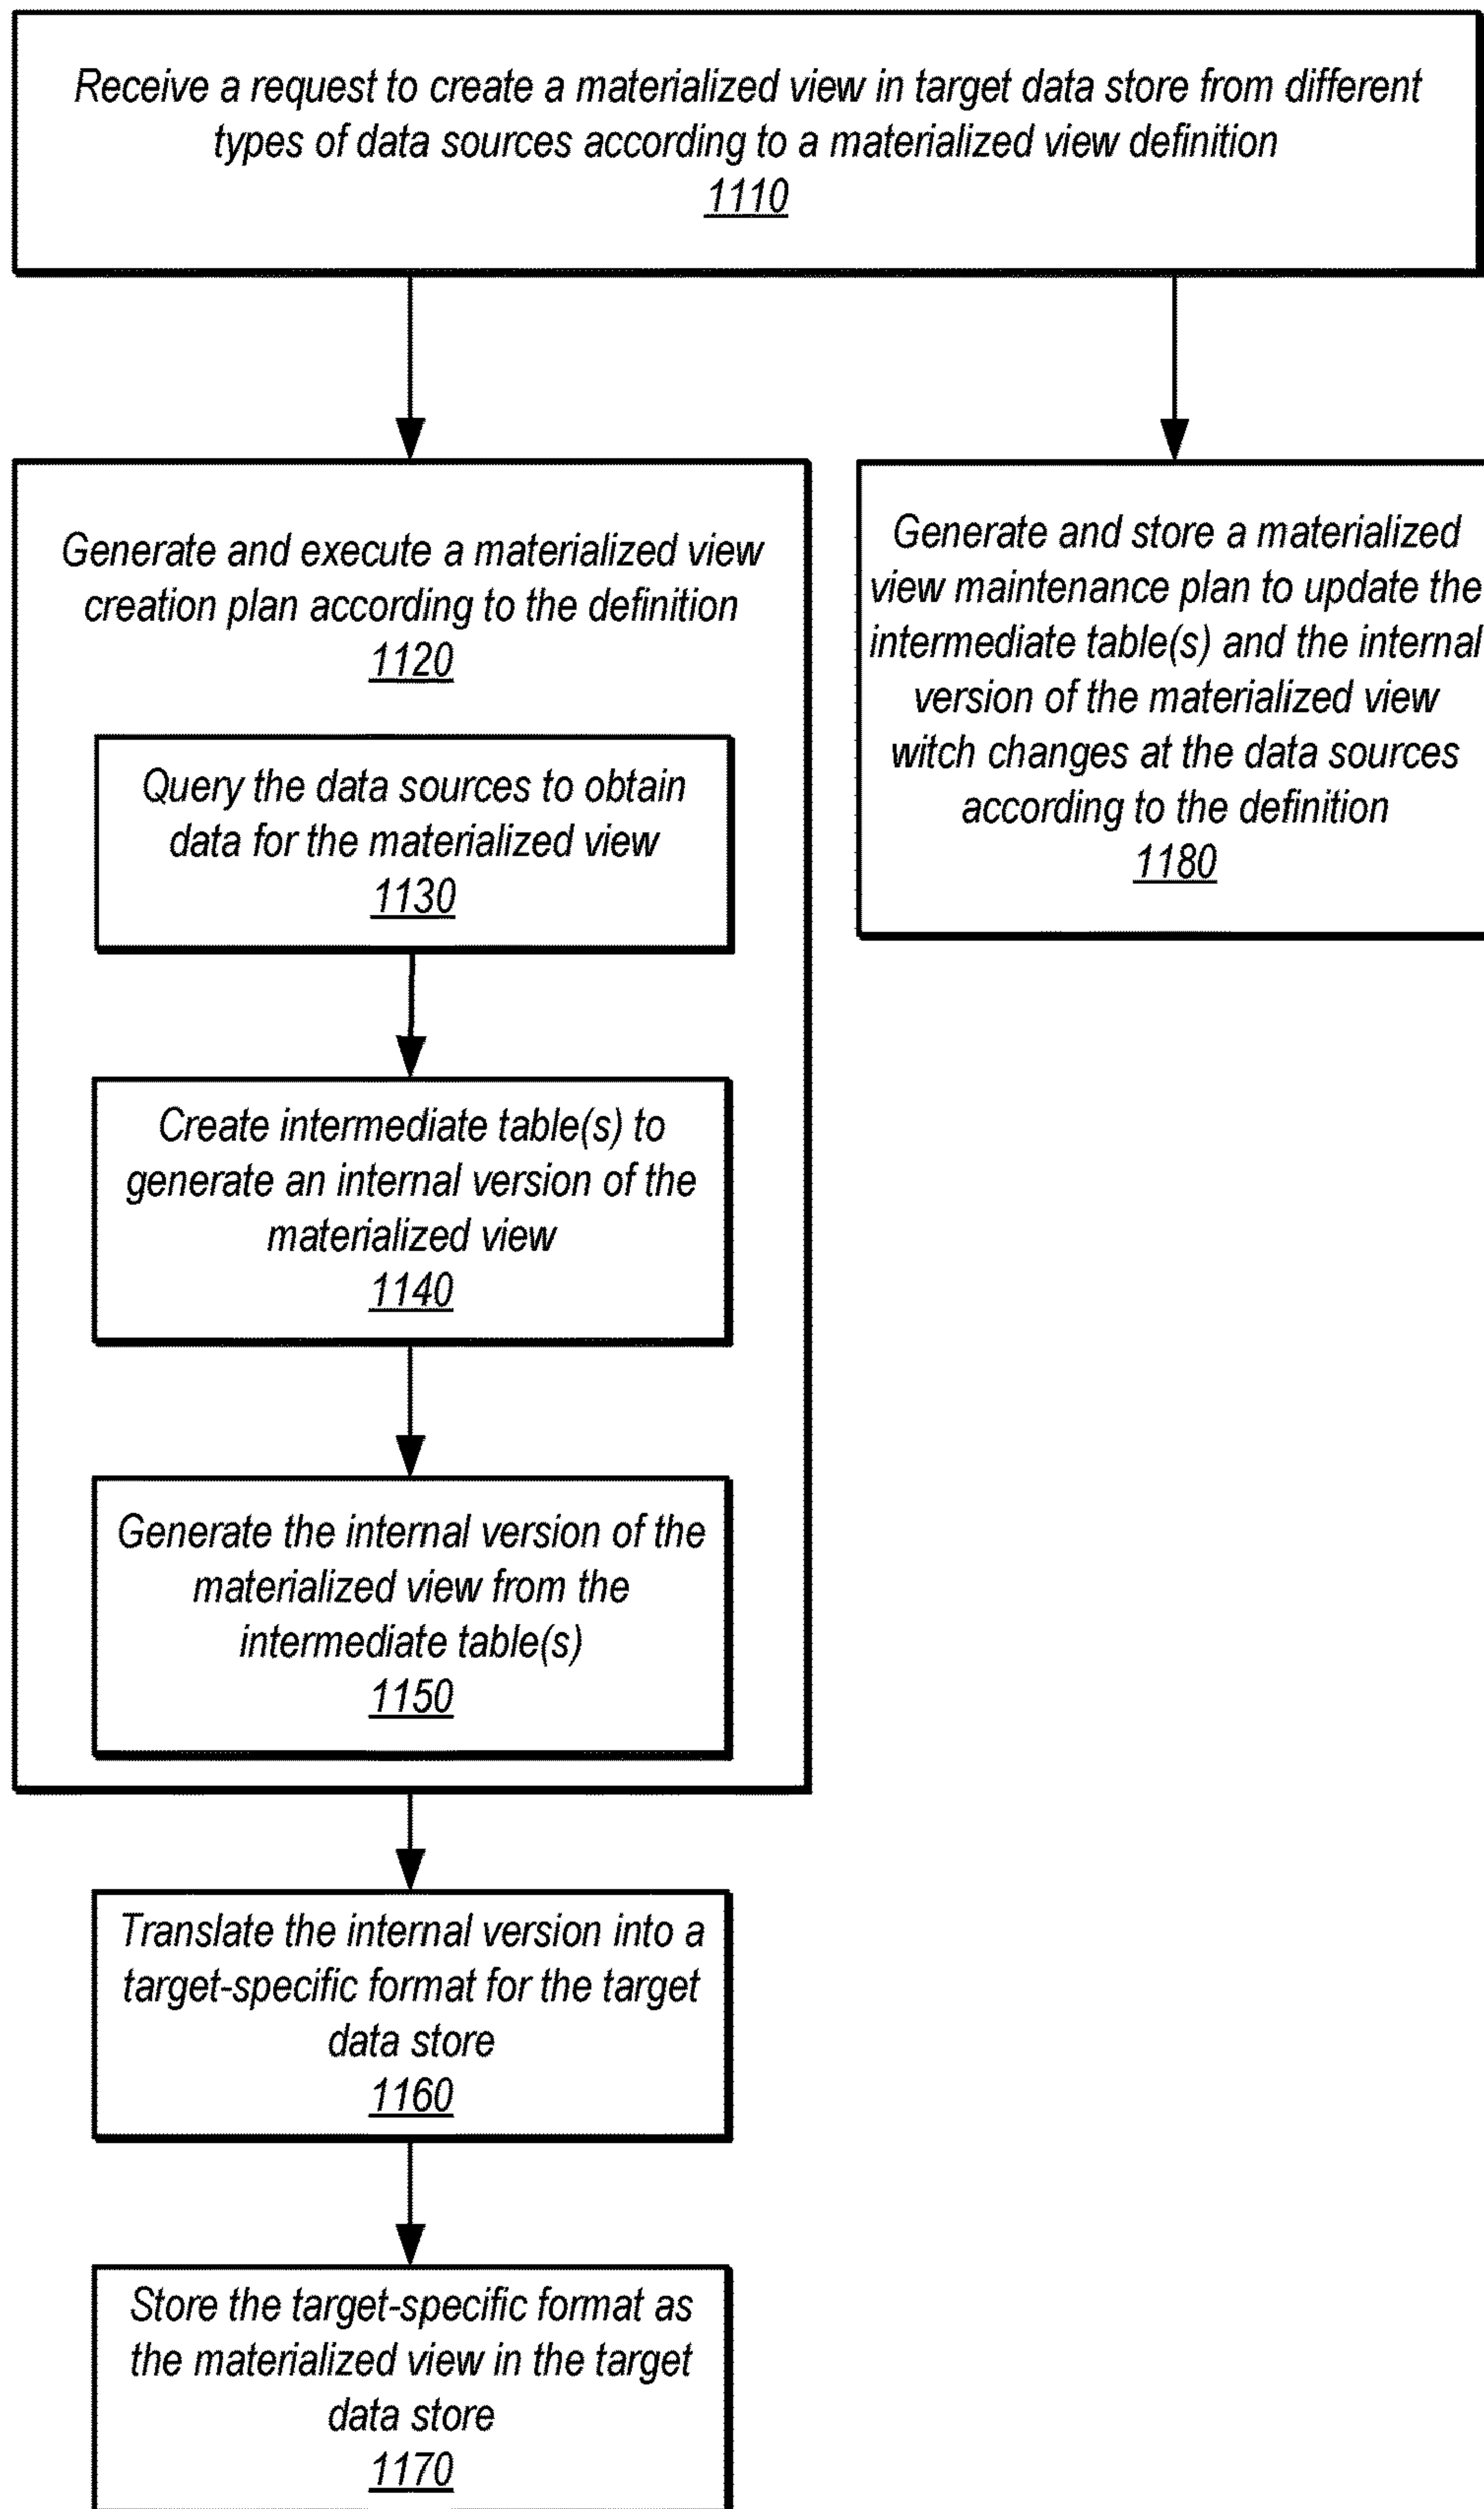 Receive a request to create a materialized view in target data store from different
types of data sources according to a materialized view definition
1110
Generate and execute a materialized view
creation plan according to the definition
1120
Query the data sources to obtain
data for the materialized view
1130
Create intermediate table(s) to
generate an internal version of the
materialized view
1140
Generate the internal version of the
materialized view from the
intermediate table(s)
1150
Translate the internal version into a
target-specific format for the target
data store
1160
Store the target-specific format as
the materialized view in the target
data store
1170
Generate and store a materialized
view maintenance plan to update the
intermediate table(s) and the internal
version of the materialized view
witch changes at the data sources
according to the definition
1180